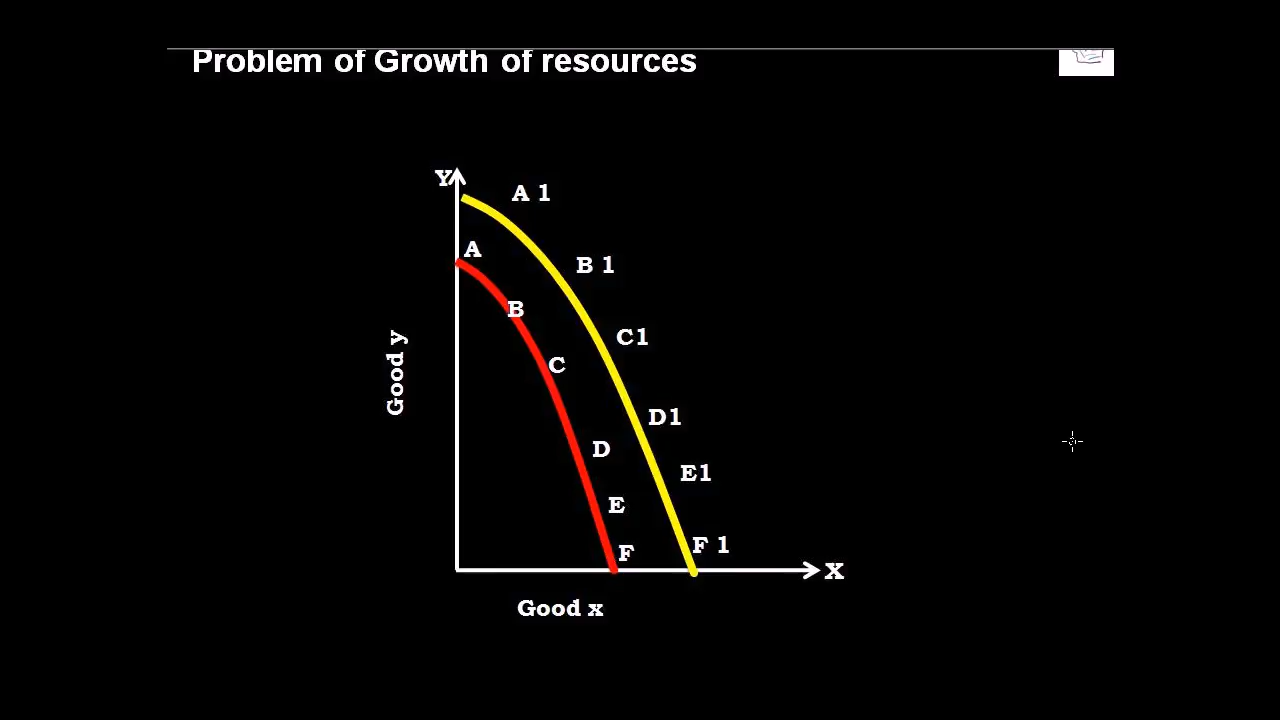 Problem of Growth of resources
Y
A 1
A
B 1
B
C1
C
Good y
D1
D
E1
E
F 1
F
X
Good x